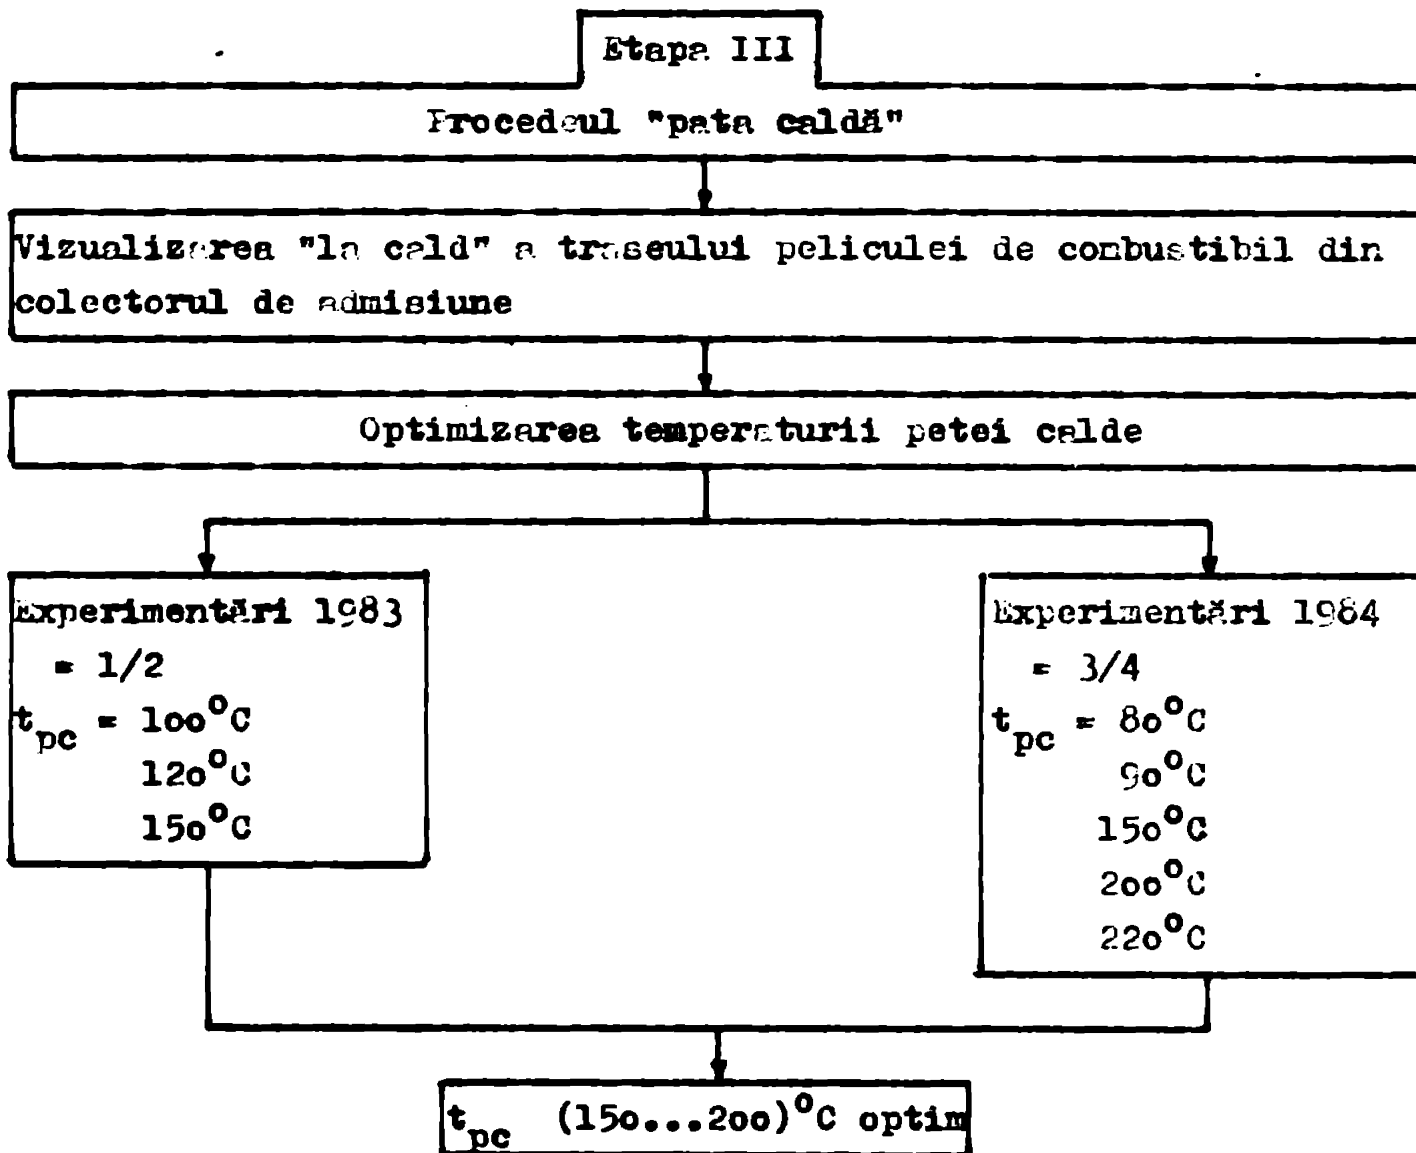 Etapa III
Procedeul "pata caldă"
Vizualizarea "la cald" a traseului peliculei de combustibil din
colectorul de admisiune
Optimizarea temperaturii petei calde
Experimentări 1983
= 1/2
t_pc = 100°C
120°C
150°C
Experimentări 1984
= 3/4
t_pc = 80°C
90°C
150°C
200°C
220°C
t_pc (150...200)°C optim